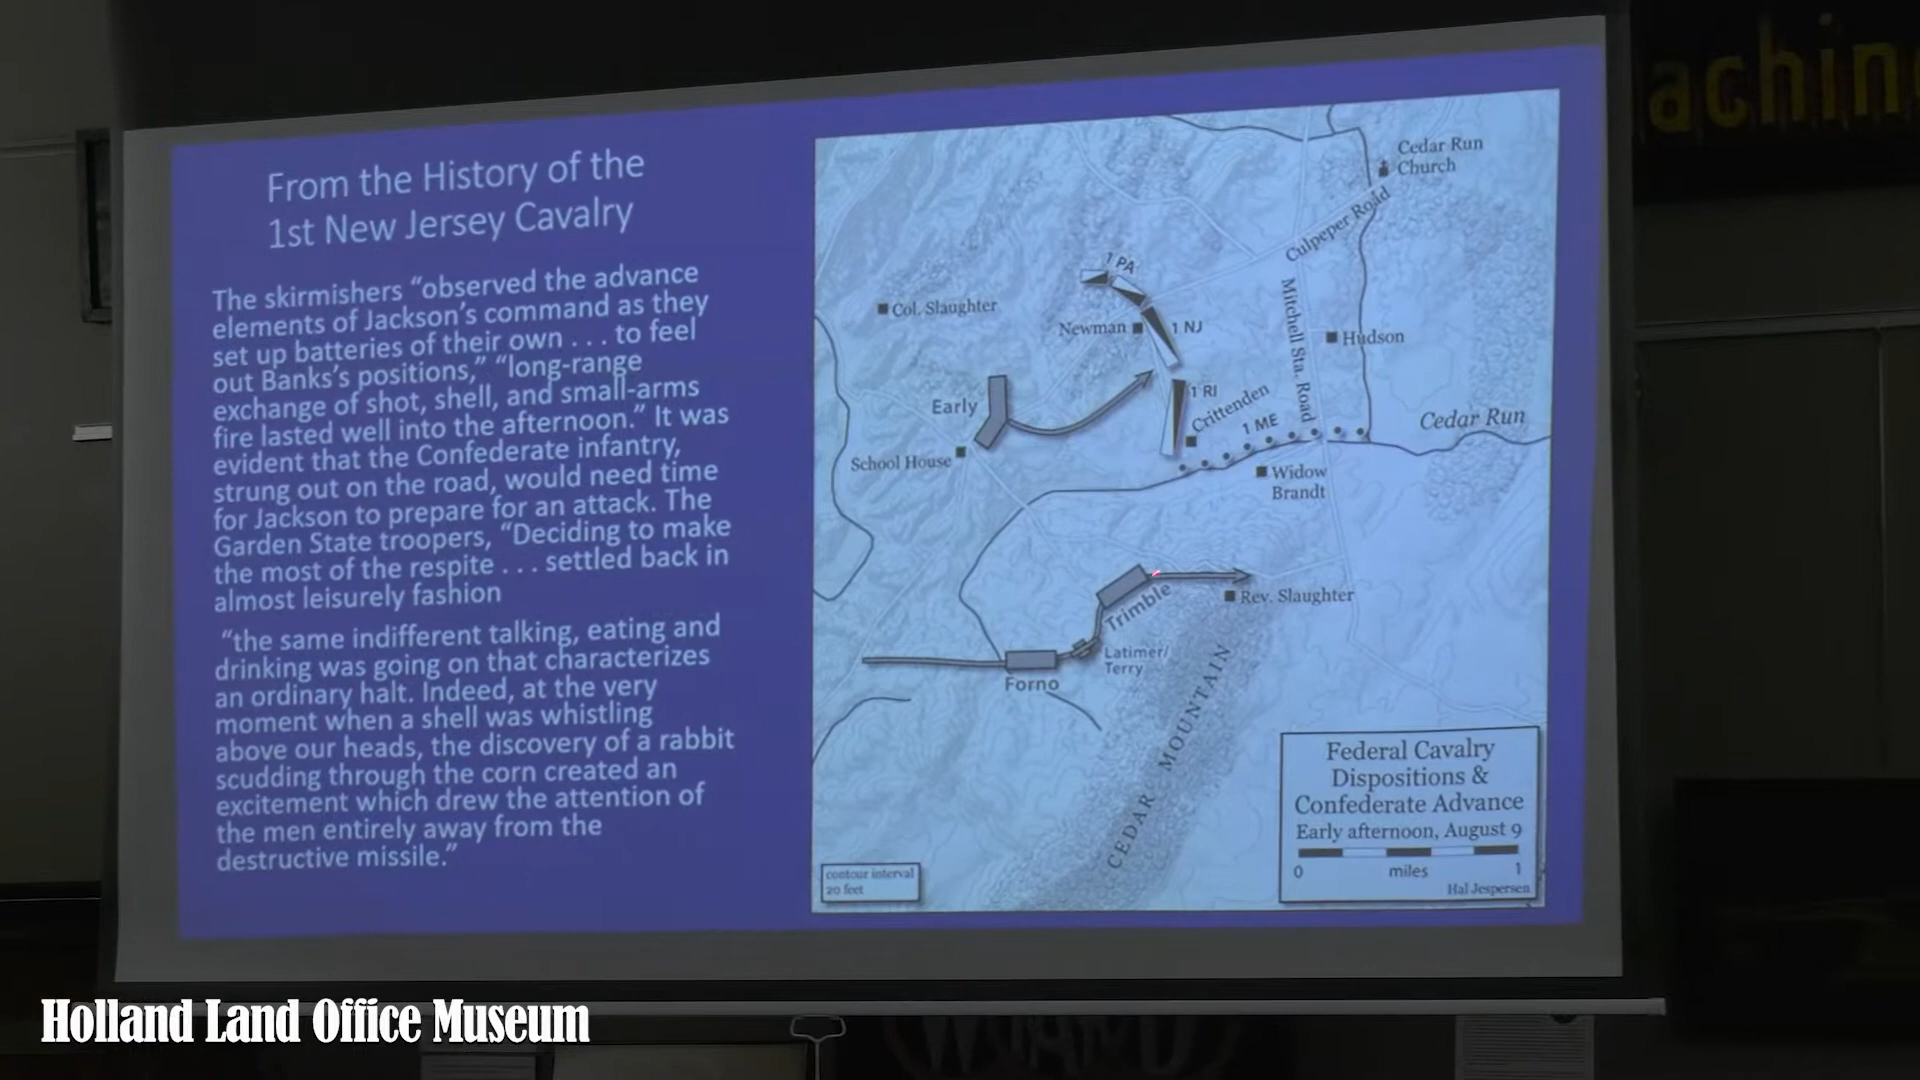 aching
From the History of the
1st New Jersey Cavalry
The skirmishers “observed the advance
elements of Jackson’s command as they
set up batteries of their own . . . to feel
out Banks’s positions,” “long-range
exchange of shot, shell, and small-arms
fire lasted well into the afternoon.” It was
evident that the Confederate infantry,
strung out on the road, would need time
for Jackson to prepare for an attack. The
Garden State troopers, “Deciding to make
the most of the respite . . . settled back in
almost leisurely fashion
“the same indifferent talking, eating and
drinking was going on that characterizes
an ordinary halt. Indeed, at the very
moment when a shell was whistling
above our heads, the discovery of a rabbit
scudding through the corn created an
excitement which drew the attention of
the men entirely away from the
destructive missile.”
Cedar Run
Church
Culpeper Road
1 PA
Col. Slaughter
Newman
1 NJ
Mitchell Sta. Road
Hudson
Early
1 RI
Crittenden
1 ME
Cedar Run
School House
Widow
Brandt
Trimble
Rev. Slaughter
Latimer/
Terry
Forno
CEDAR MOUNTAIN
contour interval
20 feet
Federal Cavalry
Dispositions &
Confederate Advance
Early afternoon, August 9
0 miles 1
Hal Jespersen
Holland Land Office Museum